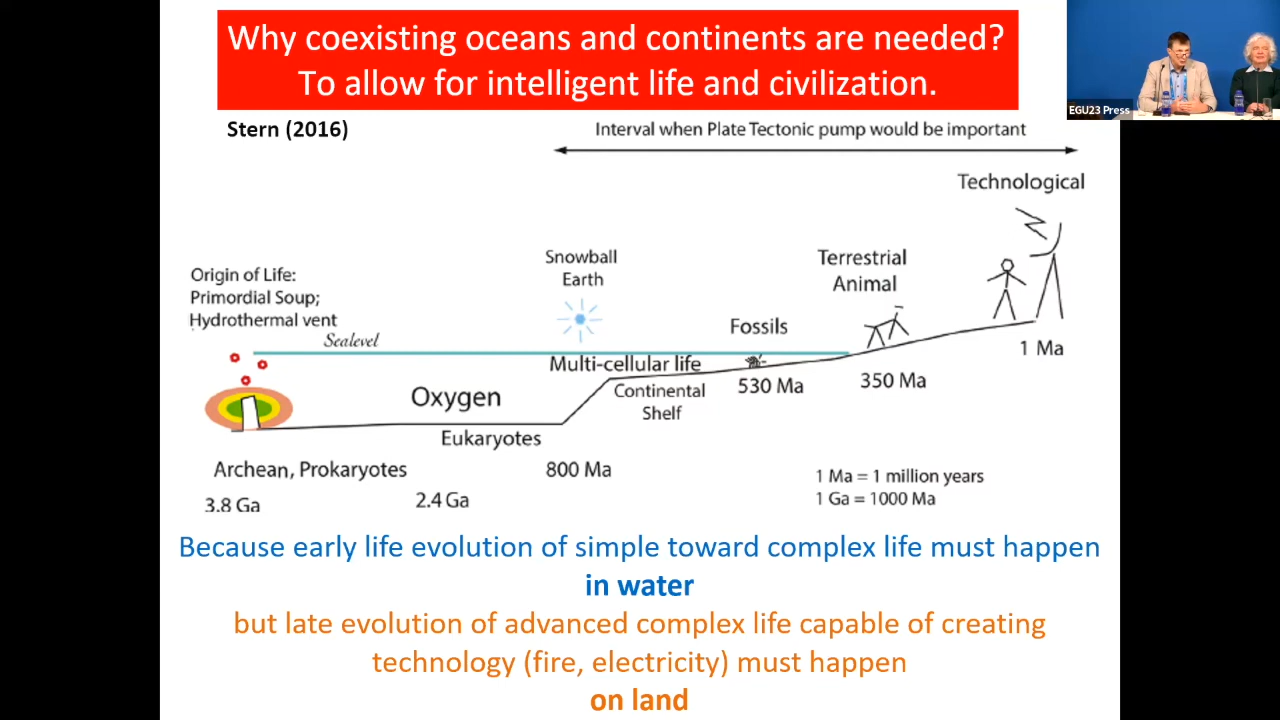 Why coexisting oceans and continents are needed?
To allow for intelligent life and civilization.
EGU23 Press
Stern (2016)
Interval when Plate Tectonic pump would be important
Technological
Snowball
Earth
Terrestrial
Animal
Origin of Life:
Primordial Soup;
Hydrothermal vent
Sealevel
Fossils
Multi-cellular life
1 Ma
Oxygen
Continental
Shelf
530 Ma
350 Ma
Eukaryotes
Archean, Prokaryotes
800 Ma
3.8 Ga
2.4 Ga
1 Ma = 1 million years
1 Ga = 1000 Ma
Because early life evolution of simple toward complex life must happen
in water
but late evolution of advanced complex life capable of creating
technology (fire, electricity) must happen
on land